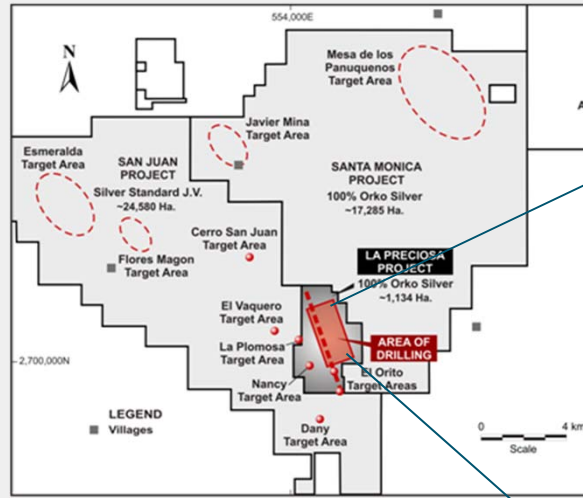 554,000E
N
Mesa de los
Panuquenos
Target Area
A
Javier Mina
Target Area
Esmeralda
Target Area
SAN JUAN
PROJECT
Silver Standard J.V.
~24,580 Ha.
SANTA MONICA
PROJECT
100% Orko Silver
~17,285 Ha.
Flores Magon
Target Area
Cerro San Juan
Target Area
LA PRECIOSA
PROJECT
100% Orko Silver
~1,134 Ha.
El Vaquero
Target Area
La Plomosa
Target Area
AREA OF
DRILLING
2,700,000N
Nancy
Target Area
El Orito
Target Areas
LEGEND
Villages
Dany
Target Area
0 4 km
Scale